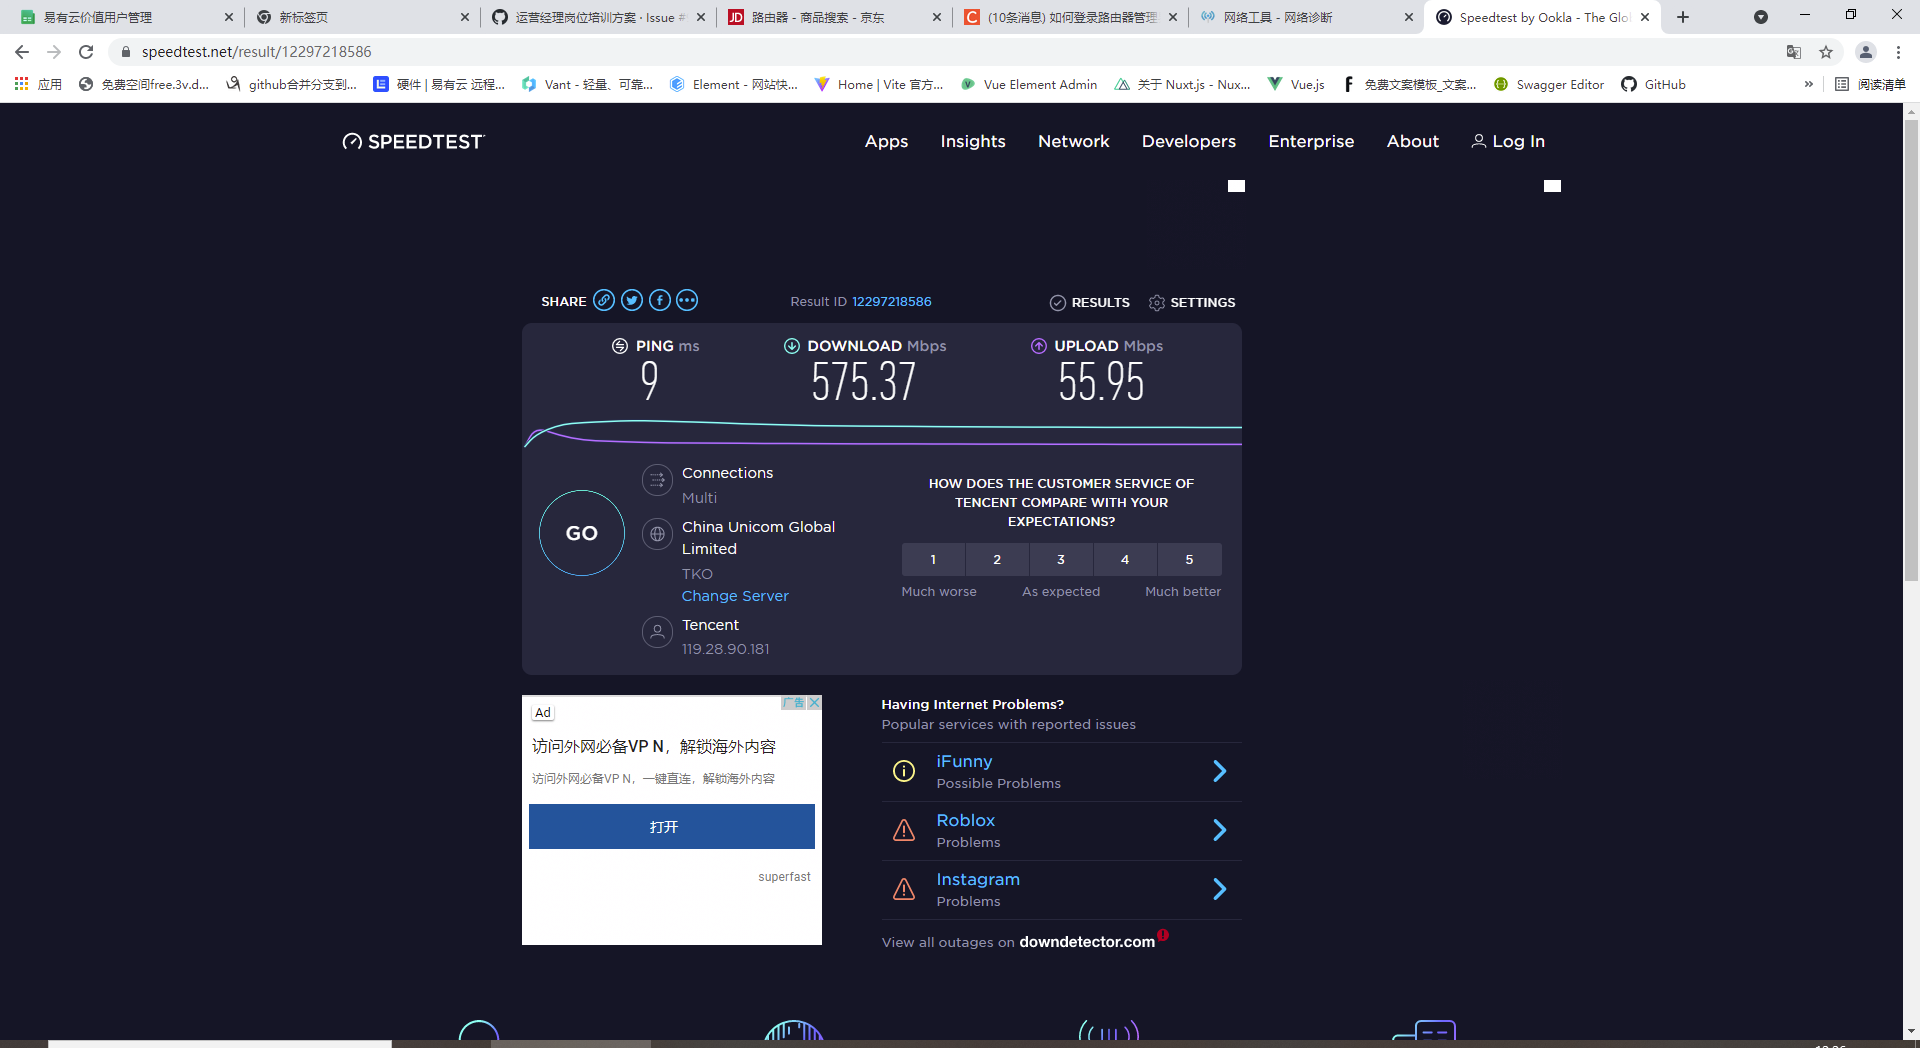 易有云价值用户管理
新标签页
运营经理岗位培训方案 · Issue #
路由器 - 商品搜索 - 京东
(10条消息) 如何登录路由器管理
网络工具 - 网络诊断
Speedtest by Ookla - The Glo
speedtest.net/result/12297218586
应用
免费空间free.3v.d...
github合并分支到...
硬件 | 易有云 远程...
Vant - 轻量、可靠...
Element - 网站快...
Home | Vite 官方...
Vue Element Admin
关于 Nuxt.js - Nux...
Vue.js
免费文案模板_文案...
Swagger Editor
GitHub
»
阅读清单
SPEEDTEST
Apps
Insights
Network
Developers
Enterprise
About
Log In
SHARE
Result ID 12297218586
RESULTS
SETTINGS
PING ms
9
DOWNLOAD Mbps
575.37
UPLOAD Mbps
55.95
GO
Connections
Multi
China Unicom Global
Limited
TKO
Change Server
Tencent
119.28.90.181
HOW DOES THE CUSTOMER SERVICE OF
TENCENT COMPARE WITH YOUR
EXPECTATIONS?
1 2 3 4 5
Much worse As expected Much better
广告
Ad
访问外网必备VP N，解锁海外内容
访问外网必备VP N，一键直连，解锁海外内容
打开
superfast
Having Internet Problems?
Popular services with reported issues
iFunny
Possible Problems
Roblox
Problems
Instagram
Problems
View all outages on downdetector.com